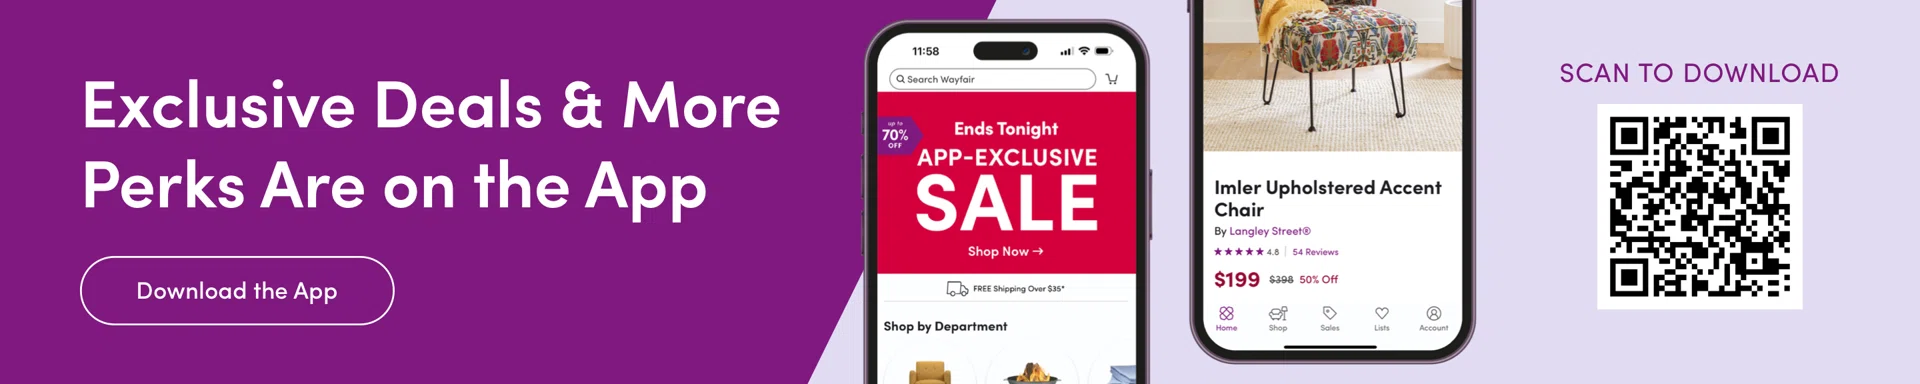 Exclusive Deals & More
Perks Are on the App
Download the App
11:58
Search Wayfair
up to
70%
OFF
Ends Tonight
APP-EXCLUSIVE
SALE
Shop Now →
FREE Shipping Over $35*
Shop by Department
Imler Upholstered Accent
Chair
By Langley Street®
4.8 | 54 Reviews
$199 $398 50% Off
Home Shop Sales Lists Account
SCAN TO DOWNLOAD